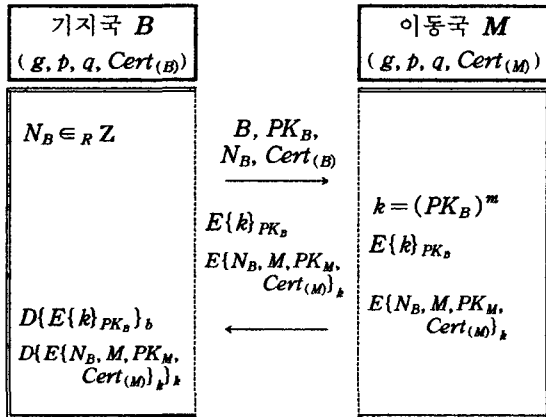 기지국 B
(g, p, q, Cert(B))
이동국 M
(g, p, q, Cert(M))
N_B ∈_R Z
B, PK_B,
N_B, Cert(B)
k = (PK_B)^m
E{k}_PK_B
E{k}_PK_B
E{N_B, M, PK_M,
Cert(M)}_k
E{N_B, M, PK_M,
Cert(M)}_k
D{E{k}_PK_B}_b
D{E{N_B, M, PK_M,
Cert(M)}_k}_k